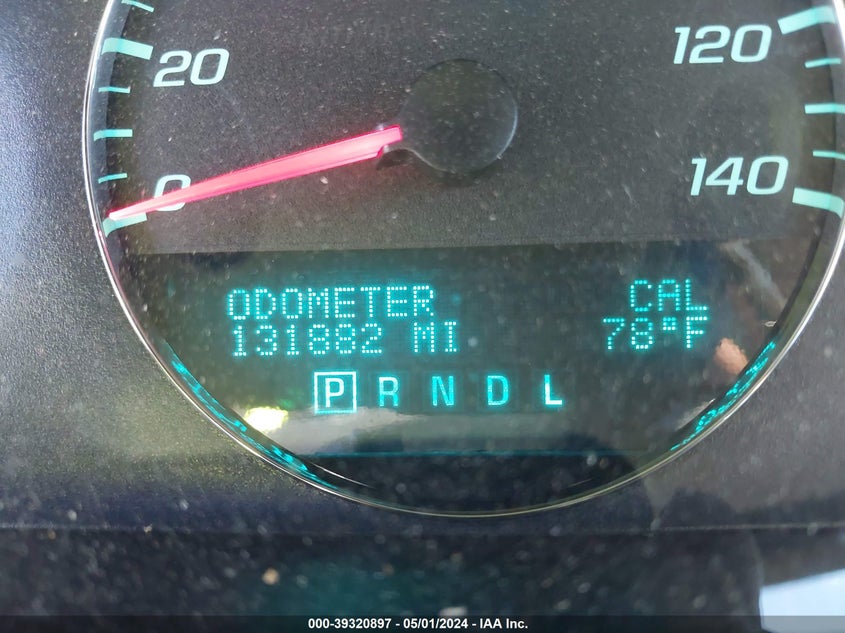 20
120
0
140
ODOMETER CAL
131882 MI 78°F
P R N D L
000-39320897 - 05/01/2024 - IAA Inc.